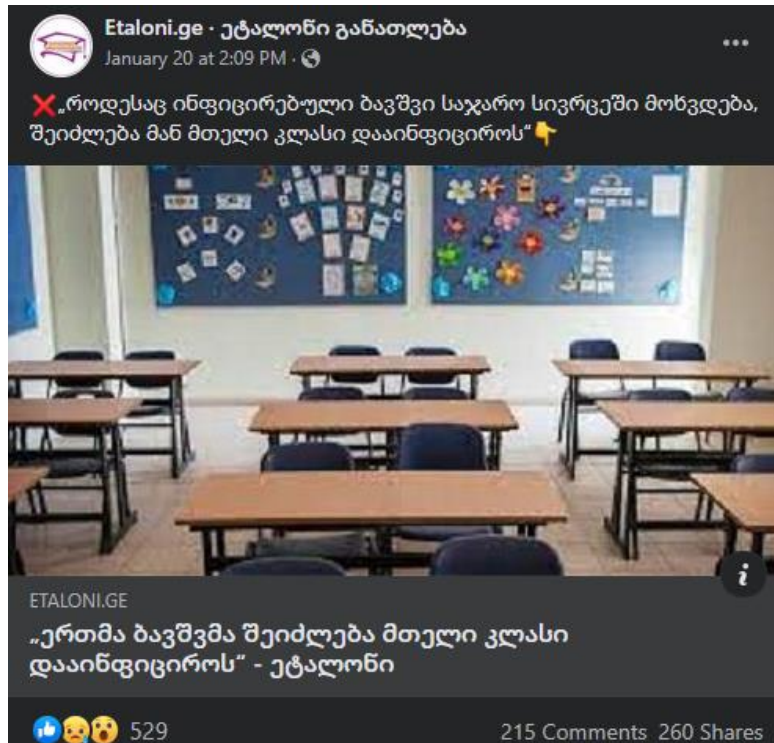 Etaloni.ge · ეტალონი განათლება
January 20 at 2:09 PM ·
❌„როდესაც ინფიცირებული ბავშვი საჯარო სივრცეში მოხვდება,
შეიძლება მან მთელი კლასი დააინფიციროს“👇
ETALONI.GE
„ერთმა ბავშვმა შეიძლება მთელი კლასი
დააინფიციროს“ - ეტალონი
529
215 Comments 260 Shares